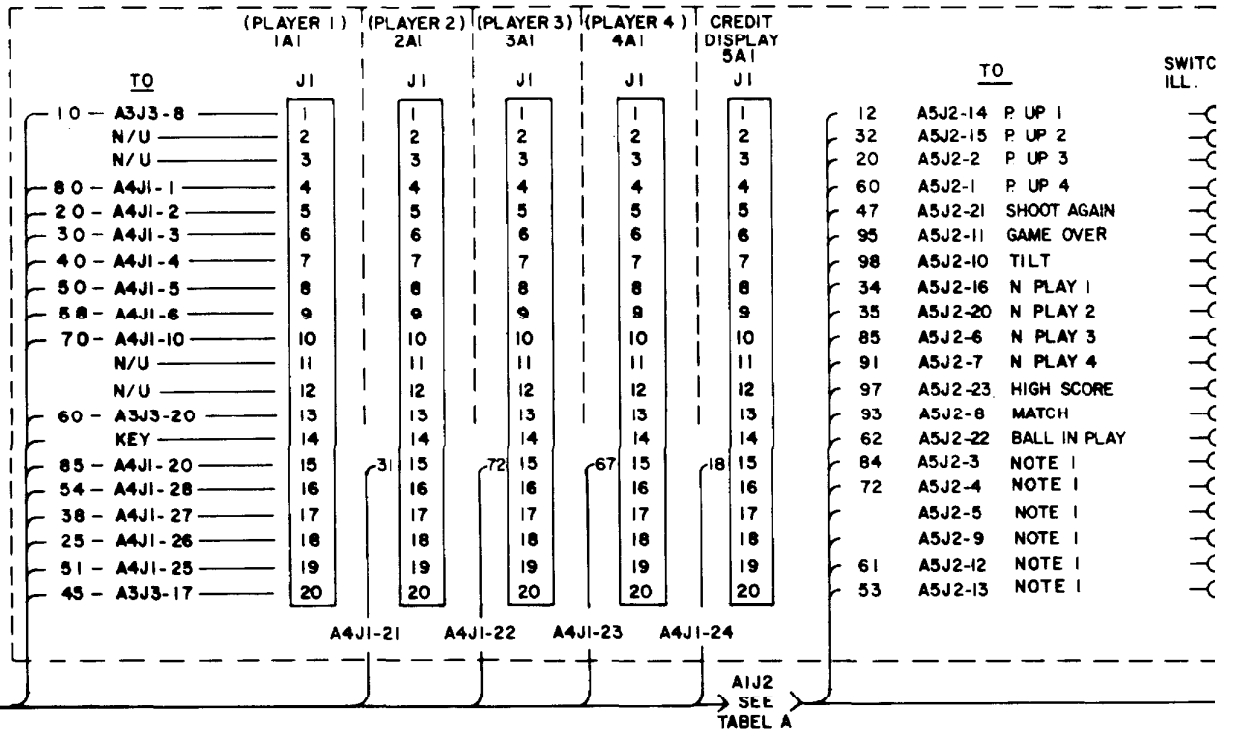 (PLAYER 1) (PLAYER 2) (PLAYER 3) (PLAYER 4) CREDIT
1A1 2A1 3A1 4A1 DISPLAY
5A1
TO J1 J1 J1 J1 J1 TO SWITC
ILL.
10 - A3J3-8 1 1 1 1 1 12 A5J2-14 P. UP 1
N/U 2 2 2 2 2 32 A5J2-15 P. UP 2
N/U 3 3 3 3 3 20 A5J2-2 P. UP 3
80 - A4J1-1 4 4 4 4 4 60 A5J2-1 P. UP 4
20 - A4J1-2 5 5 5 5 5 47 A5J2-21 SHOOT AGAIN
30 - A4J1-3 6 6 6 6 6 95 A5J2-11 GAME OVER
40 - A4J1-4 7 7 7 7 7 98 A5J2-10 TILT
50 - A4J1-5 8 8 8 8 8 34 A5J2-16 N PLAY 1
58 - A4J1-6 9 9 9 9 9 35 A5J2-20 N PLAY 2
70 - A4J1-10 10 10 10 10 10 85 A5J2-6 N PLAY 3
N/U 11 11 11 11 11 91 A5J2-7 N PLAY 4
N/U 12 12 12 12 12 97 A5J2-23 HIGH SCORE
60 - A3J3-20 13 13 13 13 13 93 A5J2-8 MATCH
KEY 14 14 14 14 14 62 A5J2-22 BALL IN PLAY
85 - A4J1-20 15 31 15 72 15 67 15 18 15 84 A5J2-3 NOTE 1
54 - A4J1-28 16 16 16 16 16 72 A5J2-4 NOTE 1
38 - A4J1-27 17 17 17 17 17 A5J2-5 NOTE 1
25 - A4J1-26 18 18 18 18 18 A5J2-9 NOTE 1
51 - A4J1-25 19 19 19 19 19 61 A5J2-12 NOTE 1
45 - A3J3-17 20 20 20 20 20 53 A5J2-13 NOTE 1
A4J1-21 A4J1-22 A4J1-23 A4J1-24
A1J2
SEE
TABEL A